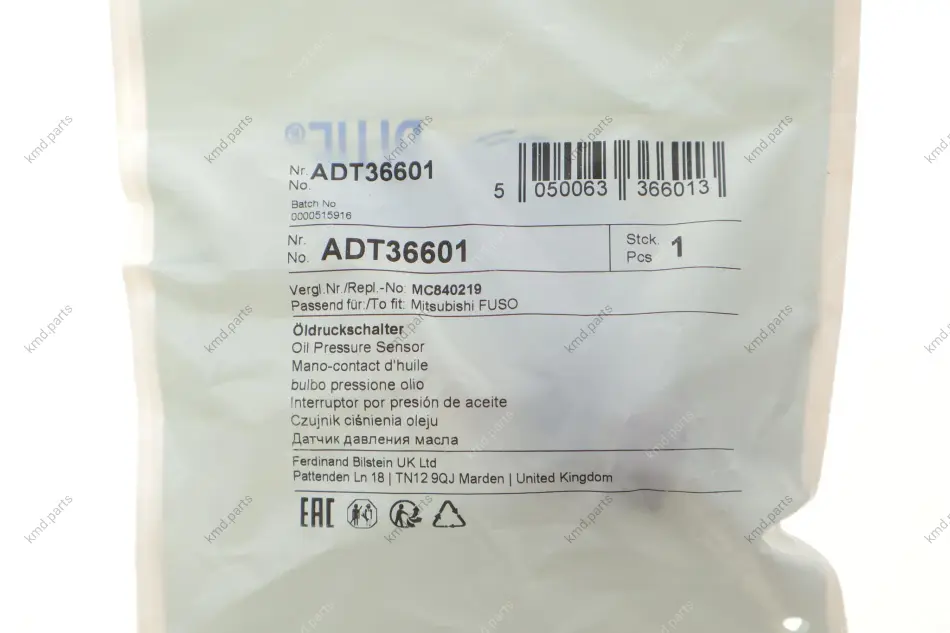 Nr. ADT36601
No.
Batch No
0000515916
5 050063 366013
Nr. ADT36601
No.
Stck. 1
Pcs
Vergl.Nr./Repl.-No: MC840219
Passend für:/To fit: Mitsubishi FUSO
Öldruckschalter
Oil Pressure Sensor
Mano-contact d'huile
bulbo pressione olio
Interruptor por presión de aceite
Czujnik ciśnienia oleju
Датчик давления масла
Ferdinand Bilstein UK Ltd
Pattenden Ln 18 | TN12 9QJ Marden | United Kingdom
EAC
kmd.parts